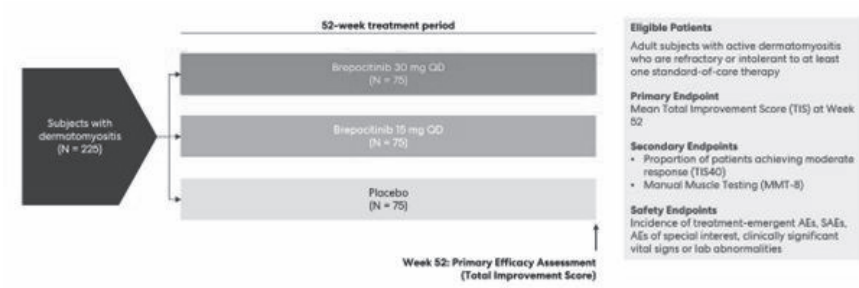 52-week treatment period
Subjects with
dermatomyositis
(N = 225)
Brepocitinib 30 mg QD
(N = 75)
Brepocitinib 15 mg QD
(N = 75)
Placebo
(N = 75)
Week 52: Primary Efficacy Assessment
(Total Improvement Score)
Eligible Patients
Adult subjects with active dermatomyositis
who are refractory or intolerant to at least
one standard-of-care therapy
Primary Endpoint
Mean Total Improvement Score (TIS) at Week
52
Secondary Endpoints
• Proportion of patients achieving moderate
response (TIS40)
• Manual Muscle Testing (MMT-8)
Safety Endpoints
Incidence of treatment-emergent AEs, SAEs,
AEs of special interest, clinically significant
vital signs or lab abnormalities